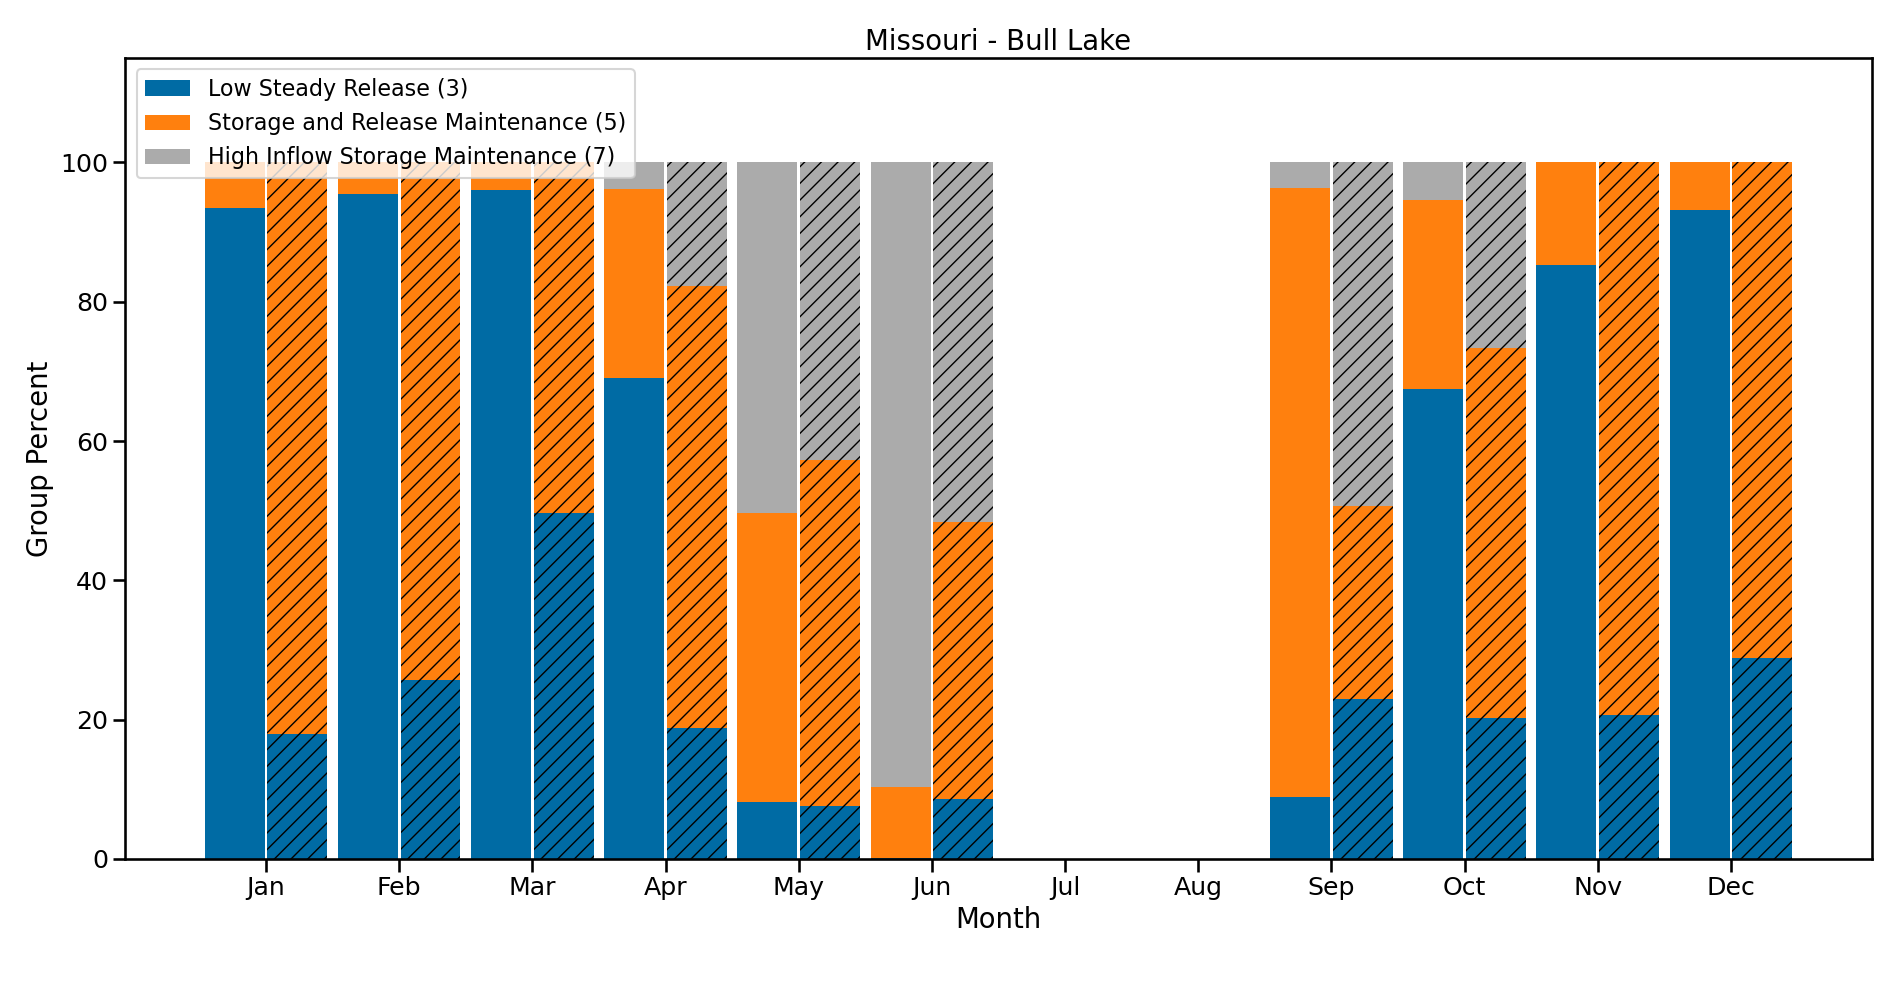 Missouri - Bull Lake
Low Steady Release (3)
Storage and Release Maintenance (5)
High Inflow Storage Maintenance (7)
100
80
60
40
20
0
Group Percent
Jan Feb Mar Apr May Jun Jul Aug Sep Oct Nov Dec
Month